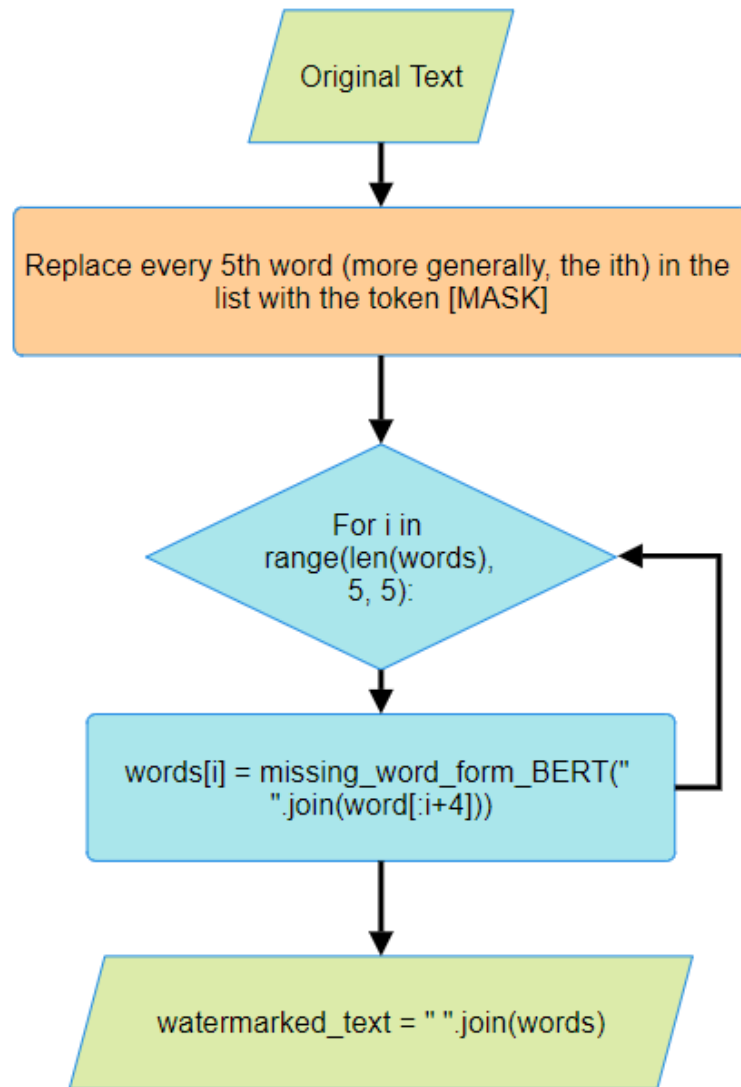 Original Text
Replace every 5th word (more generally, the ith) in the
list with the token [MASK]
For i in
range(len(words),
5, 5):
words[i] = missing_word_form_BERT("
".join(word[:i+4]))
watermarked_text = " ".join(words)